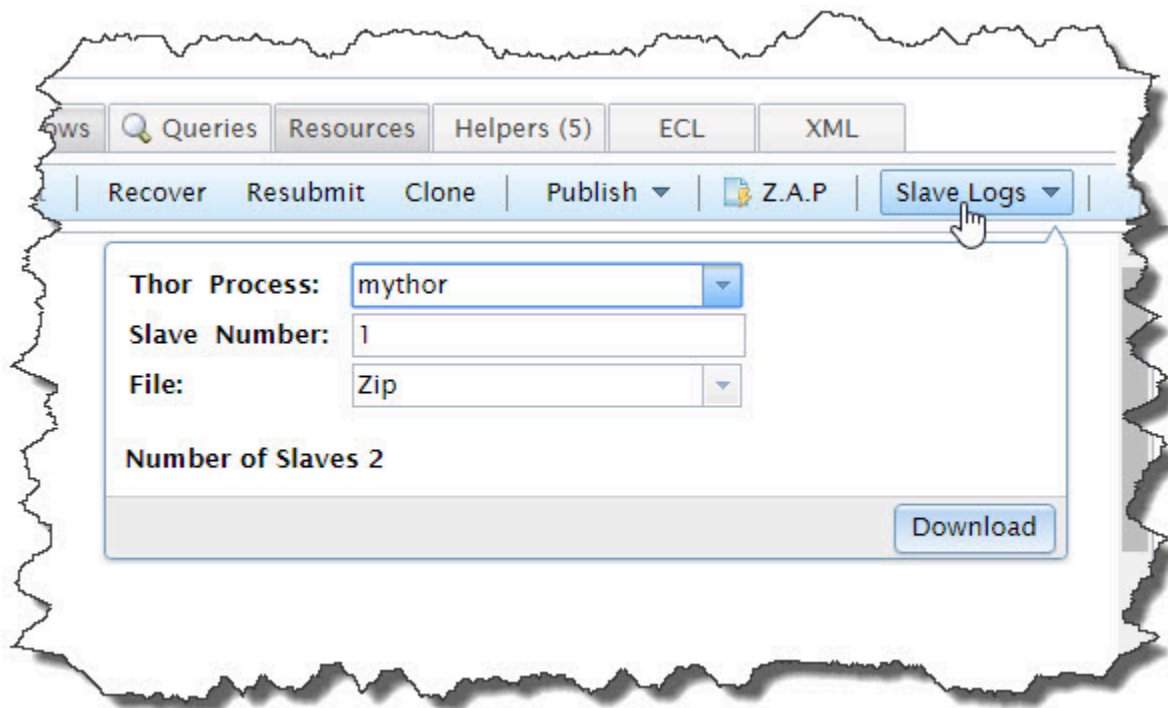 Queries Resources Helpers (5) ECL XML
Recover Resubmit Clone Publish Z.A.P Slave Logs
Thor Process: mythor
Slave Number: 1
File: Zip
Number of Slaves 2
Download